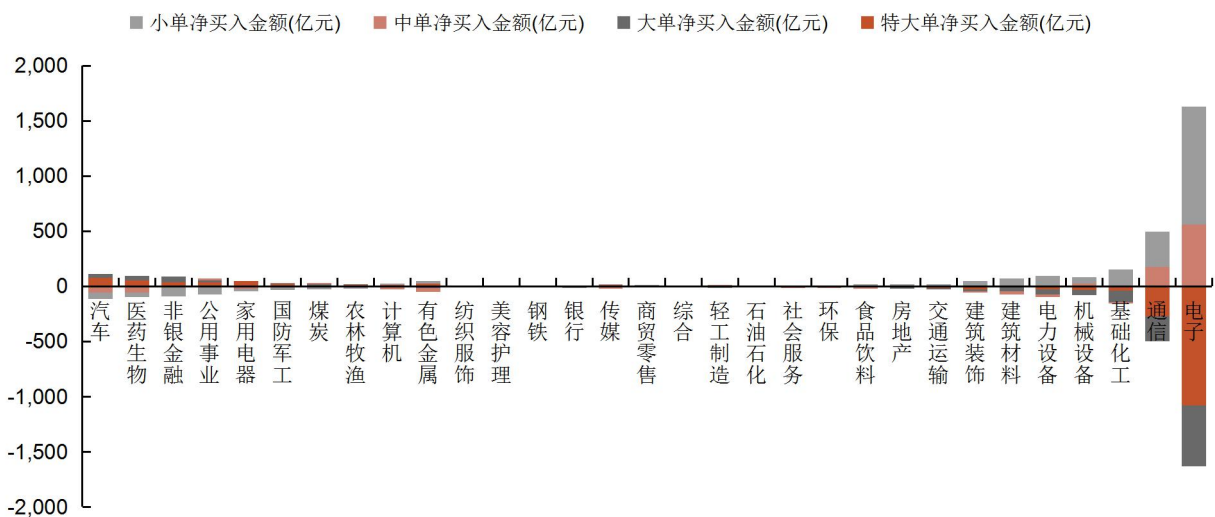 小单净买入金额(亿元) 中单净买入金额(亿元) 大单净买入金额(亿元) 特大单净买入金额(亿元)
2,000
1,500
1,000
500
0
-500
-1,000
-1,500
-2,000
汽车
医药生物
非银金融
公用事业
家用电器
国防军工
煤炭
农林牧渔
计算机
有色金属
纺织服饰
美容护理
钢铁
银行
传媒
商贸零售
综合
轻工制造
石油石化
社会服务
环保
食品饮料
房地产
交通运输
建筑装饰
建筑材料
电力设备
机械设备
基础化工
通信
电子